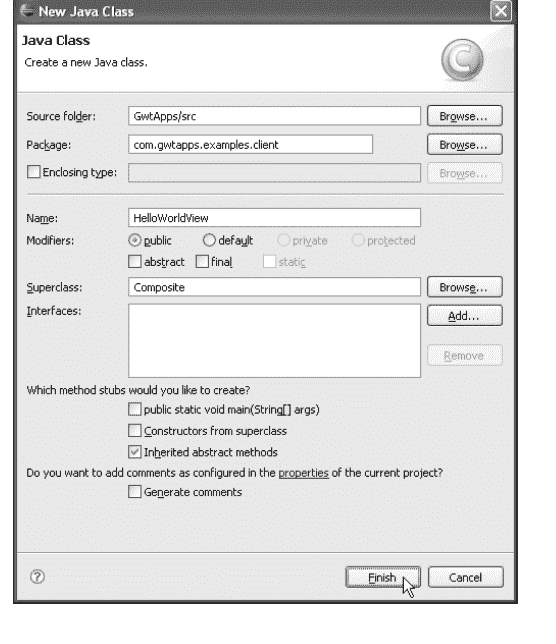 New Java Class
Java Class
Create a new Java class.
C
Source folder: GwtApps/src Browse...
Package: com.gwtapps.examples.client Browse...
Enclosing type: Browse...
Name: HelloWorldView
Modifiers: public default private protected
abstract final static
Superclass: Composite Browse...
Interfaces: Add...
Remove
Which method stubs would you like to create?
public static void main(String[] args)
Constructors from superclass
Inherited abstract methods
Do you want to add comments as configured in the properties of the current project?
Generate comments
? Finish Cancel